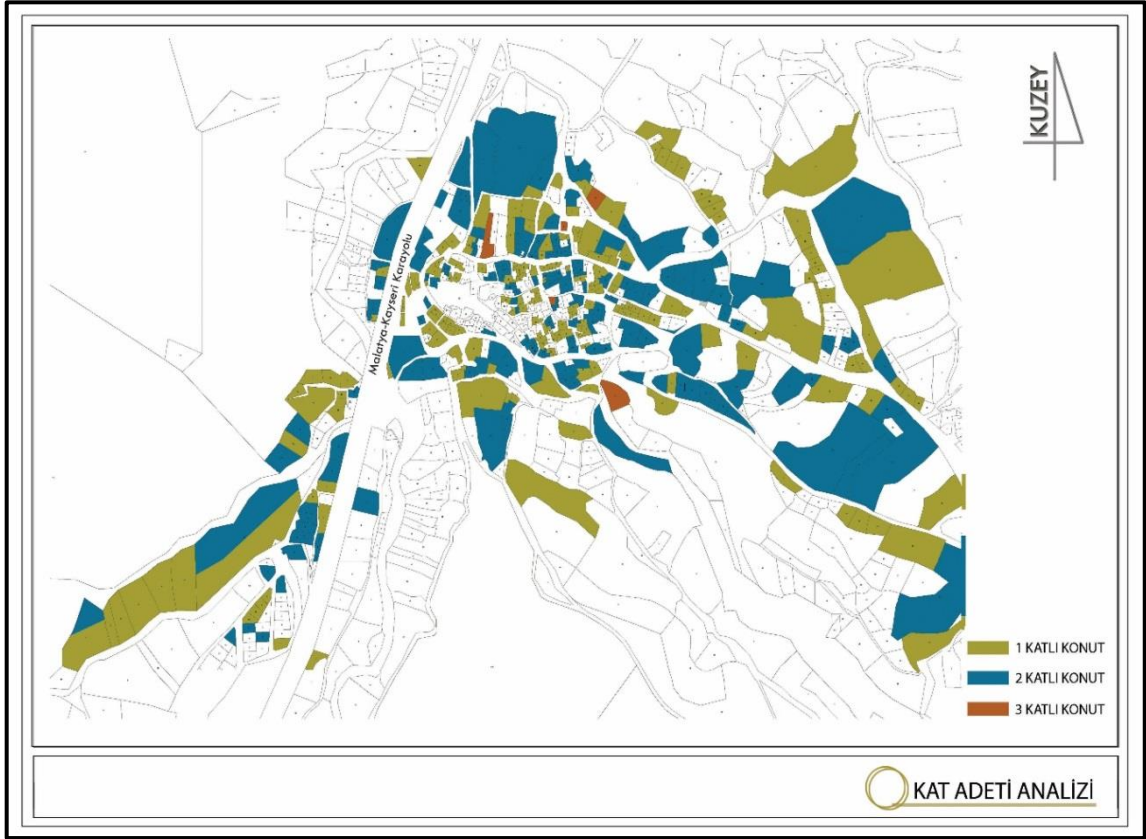 KUZEY
Malatya-Kayseri Karayolu
1 KATLI KONUT
2 KATLI KONUT
3 KATLI KONUT
KAT ADETİ ANALİZİ